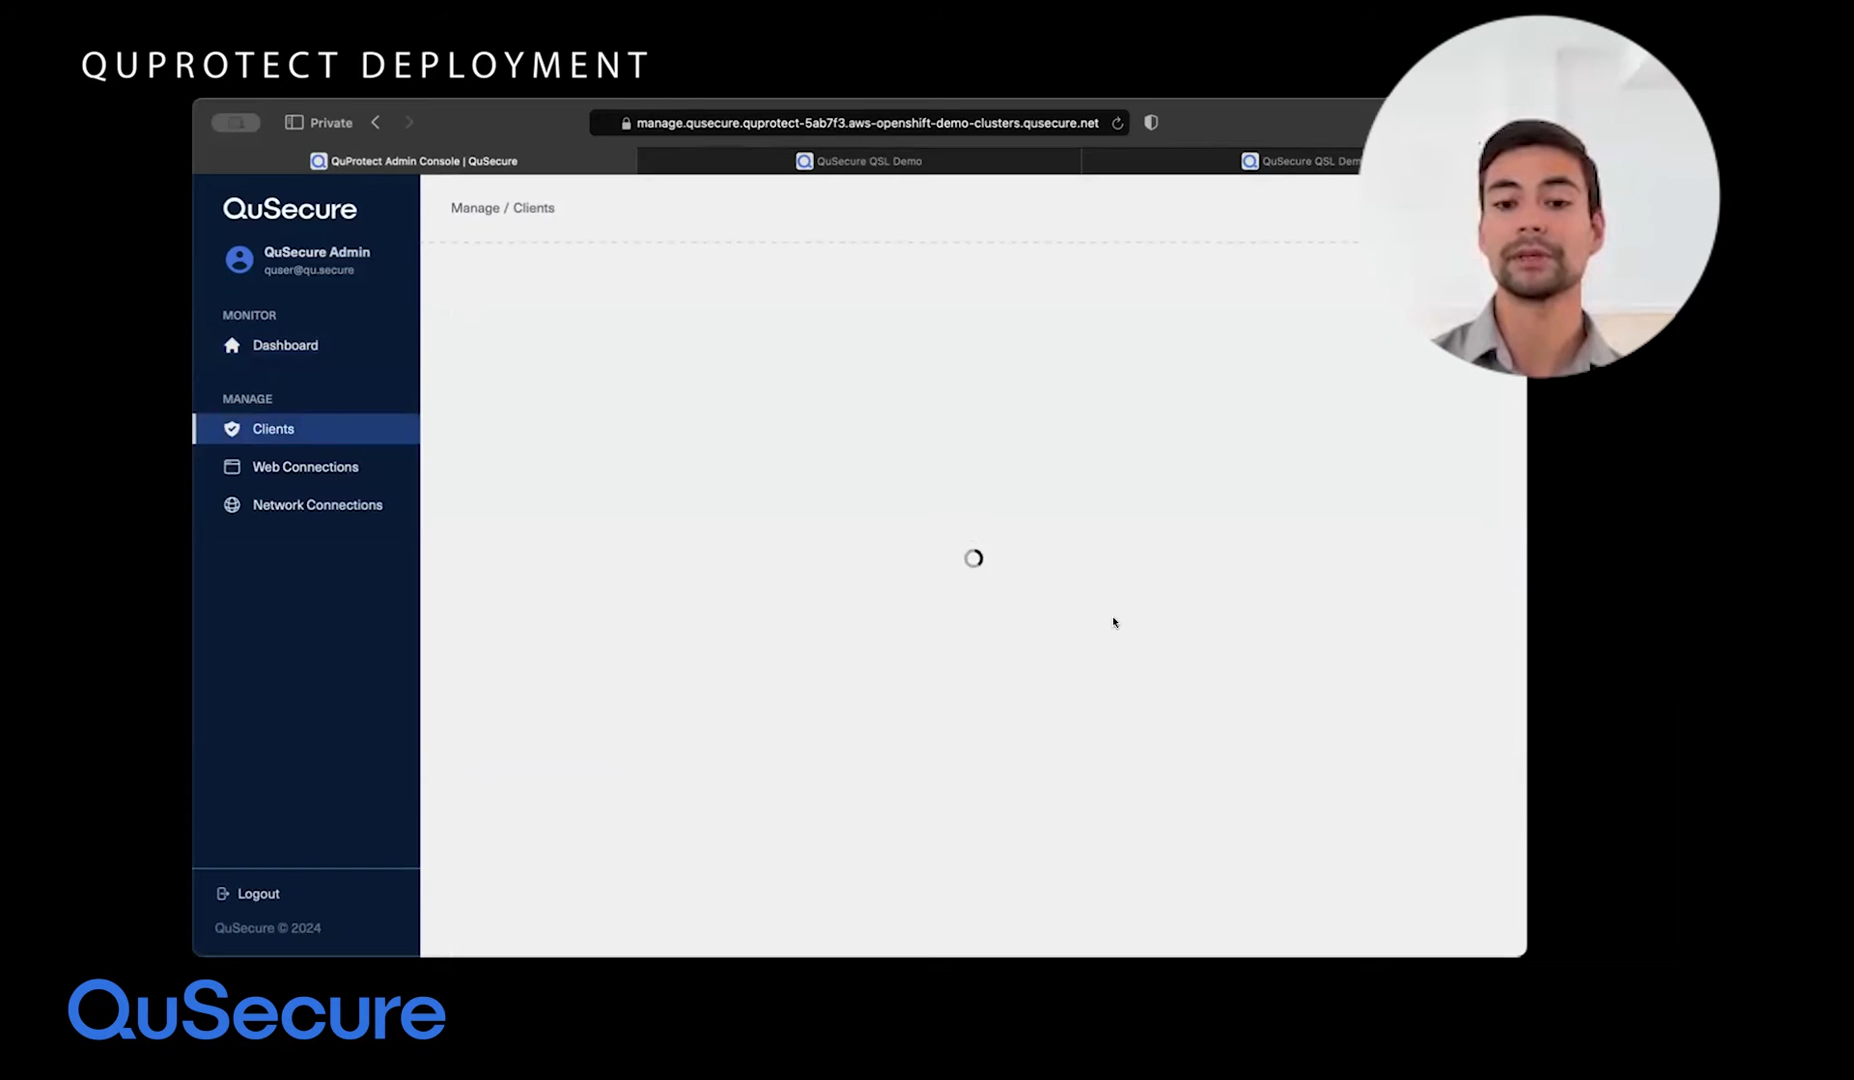 QUPROTECT DEPLOYMENT
Private
manage.qusecure.quprotect-5ab7f3.aws-openshift-demo-clusters.qusecure.net
QuProtect Admin Console | QuSecure
QuSecure QSL Demo
QuSecure QSL Dem
QuSecure
Manage / Clients
QuSecure Admin
quser@qu.secure
MONITOR
Dashboard
MANAGE
Clients
Web Connections
Network Connections
Logout
QuSecure © 2024
QuSecure